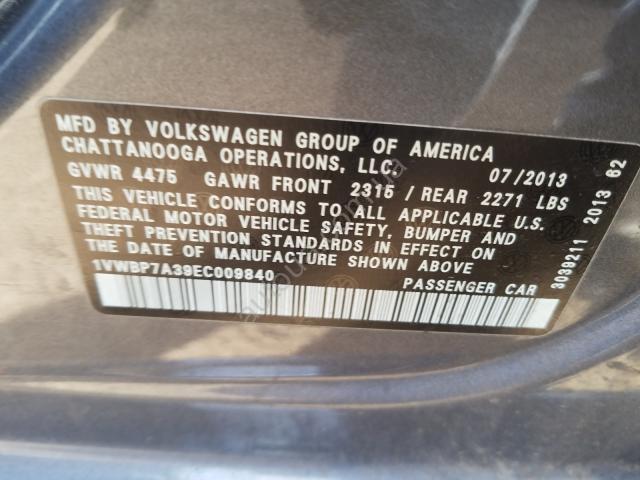 MFD BY VOLKSWAGEN GROUP OF AMERICA
CHATTANOOGA OPERATIONS, LLC.
07/2013
GVWR 4475 GAWR FRONT 2315 / REAR 2271 LBS
THIS VEHICLE CONFORMS TO ALL APPLICABLE U.S.
FEDERAL MOTOR VEHICLE SAFETY, BUMPER AND
THEFT PREVENTION STANDARDS IN EFFECT ON
THE DATE OF MANUFACTURE SHOWN ABOVE
1VWBP7A39EC009840
PASSENGER CAR
3039211 2013 62